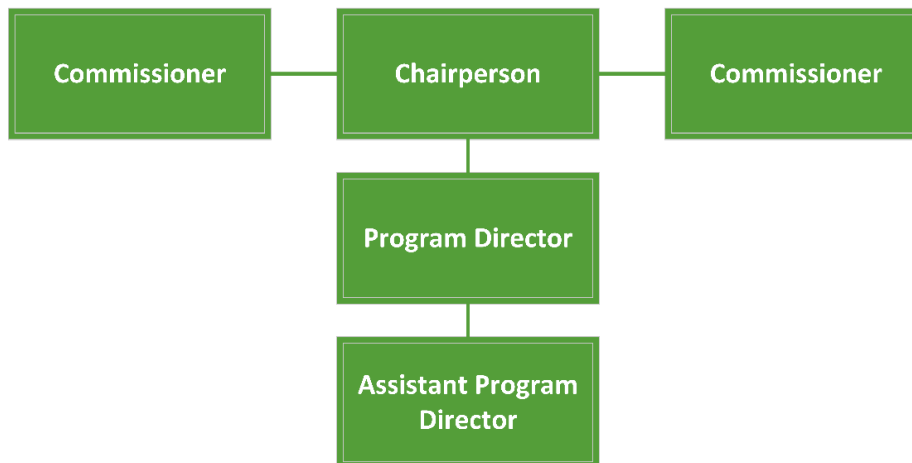 Commissioner
Chairperson
Commissioner
Program Director
Assistant Program
Director